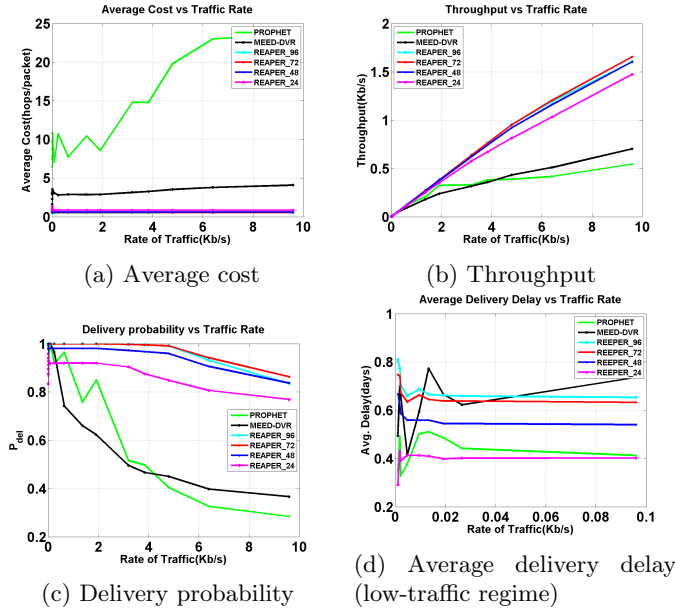 Average Cost vs Traffic Rate
25
20
15
10
5
0
0 2 4 6 8 10
Average Cost(hops/packet)
Rate of Traffic(Kb/s)
PROPHET
MEED-DVR
REAPER_96
REAPER_72
REAPER_48
REAPER_24
(a) Average cost
Throughput vs Traffic Rate
2
1.5
1
0.5
0
0 2 4 6 8 10
Throughput(Kb/s)
Rate of Traffic(Kb/s)
PROPHET
MEED-DVR
REAPER_96
REAPER_72
REAPER_48
REAPER_24
(b) Throughput
Delivery probability vs Traffic Rate
1
0.8
0.6
0.4
0.2
0 2 4 6 8 10
Pdel
Rate of Traffic(Kb/s)
PROPHET
MEED-DVR
REAPER_96
REAPER_72
REAPER_48
REAPER_24
(c) Delivery probability
Average Delivery Delay vs Traffic Rate
1
0.8
0.6
0.4
0.2
0 0.02 0.04 0.06 0.08 0.1
Avg. Delay(days)
Rate of Traffic(Kb/s)
PROPHET
MEED-DVR
REEPER_96
REEPER_72
REEPER_48
REEPER_24
(d) Average delivery delay
(low-traffic regime)